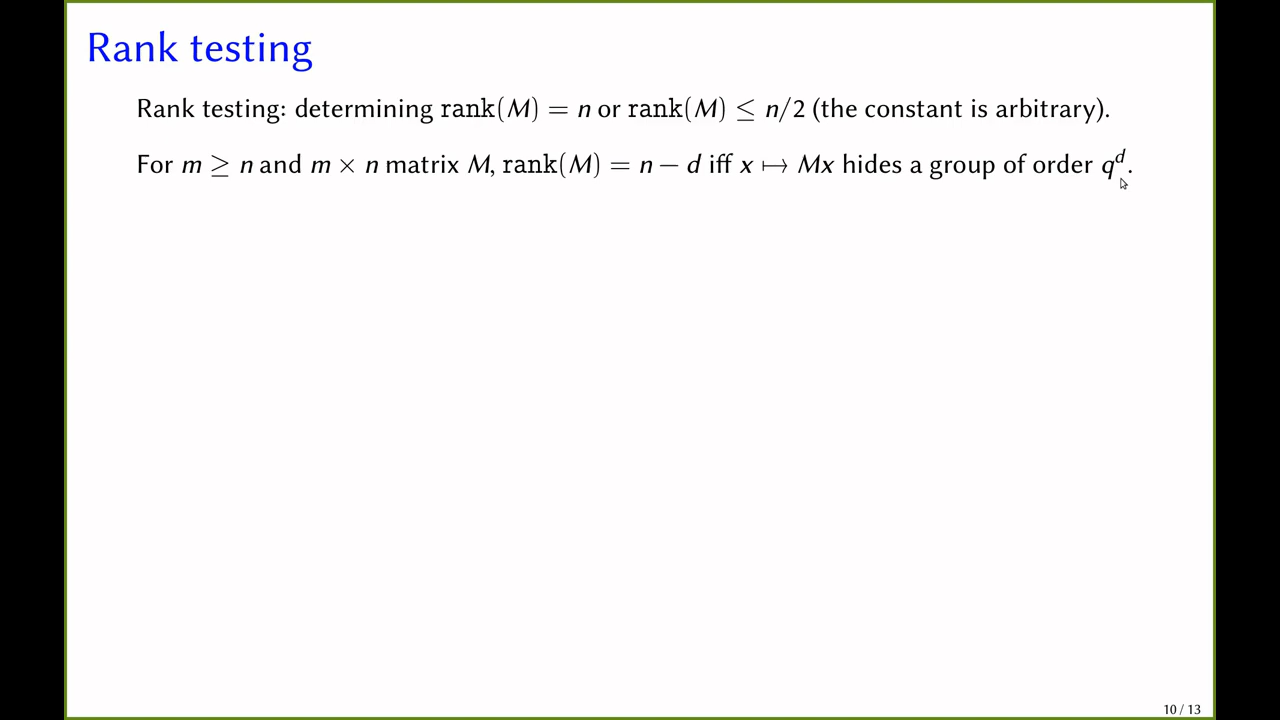 Rank testing
Rank testing: determining rank(M) = n or rank(M) ≤ n/2 (the constant is arbitrary).
For m ≥ n and m × n matrix M, rank(M) = n − d iff x ↦ Mx hides a group of order q^d.
10 / 13